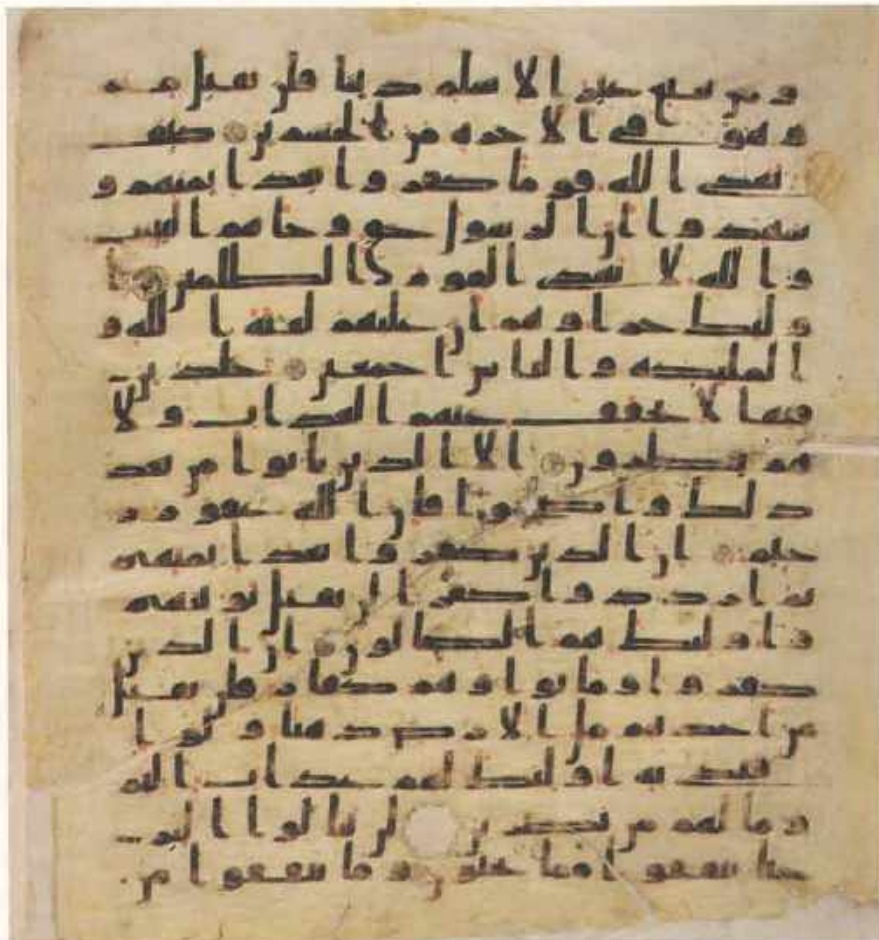 ومن يبتغ غير الاسلم دينا فلن يقبل منه
وهو في الاخرة من الخسرين كيف
يهدي الله قوما كفروا بعد ايمنهم و
شهدوا ان الرسول حق وجاهم البينت
والله لا يهدي القوم الظلمين ا
ولئك جزاوهم ان عليهم لعنة الله و
الملئكة والناس اجمعين خلدين
فيها لا يخفف عنهم العذاب ولا
هم ينظرون الا الذين تابوا من بعد
ذلك واصلحوا فان الله غفور ر
حيم ان الذين كفروا بعد ايمنهم
ثم ازدادوا كفرا لن تقبل توبتهم
واولئك هم الضالون ان الذين
كفروا وماتوا وهم كفار فلن يقبل
من احدهم مل الارض ذهبا ولو ا
فتدى به اولئك لهم عذاب اليم
وما لهم من نصرين لن تنالوا البر
حتى تنفقوا مما تحبون وما تنفقوا من